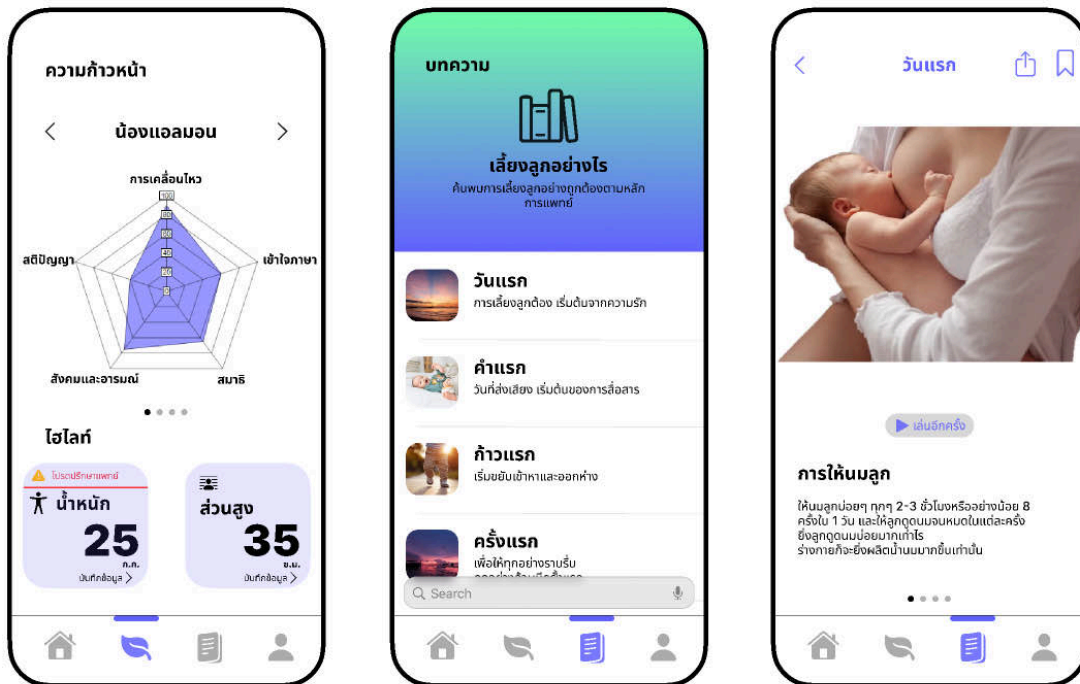 ความก้าวหน้า
น้องแอลมอน
การเคลื่อนไหว
100
80
60
40
20
0
สติปัญญา
เข้าใจภาษา
สังคมและอารมณ์
สมาธิ
ไฮไลท์
โปรดปรึกษาแพทย์
น้ำหนัก
25
ก.ก.
บันทึกข้อมูล
ส่วนสูง
35
ซ.ม.
บันทึกข้อมูล
บทความ
เลี้ยงลูกอย่างไร
ค้นพบการเลี้ยงลูกอย่างถูกต้องตามหลัก
การแพทย์
วันแรก
การเลี้ยงลูกต้อง เริ่มต้นจากความรัก
คำแรก
วันที่ส่งเสียง เริ่มต้นของการสื่อสาร
ก้าวแรก
เริ่มขยับเข้าหาและออกห่าง
ครั้งแรก
เพื่อให้ทุกอย่างราบรื่น
Search
วันแรก
เล่นอีกครั้ง
การให้นมลูก
ให้นมลูกบ่อยๆ ทุกๆ 2-3 ชั่วโมงหรืออย่างน้อย 8
ครั้งใน 1 วัน และให้ลูกดูดนมจนหมดในแต่ละครั้ง
ยิ่งลูกดูดนมบ่อยมากเท่าไร
ร่างกายก็จะยิ่งผลิตน้ำนมมากขึ้นเท่านั้น